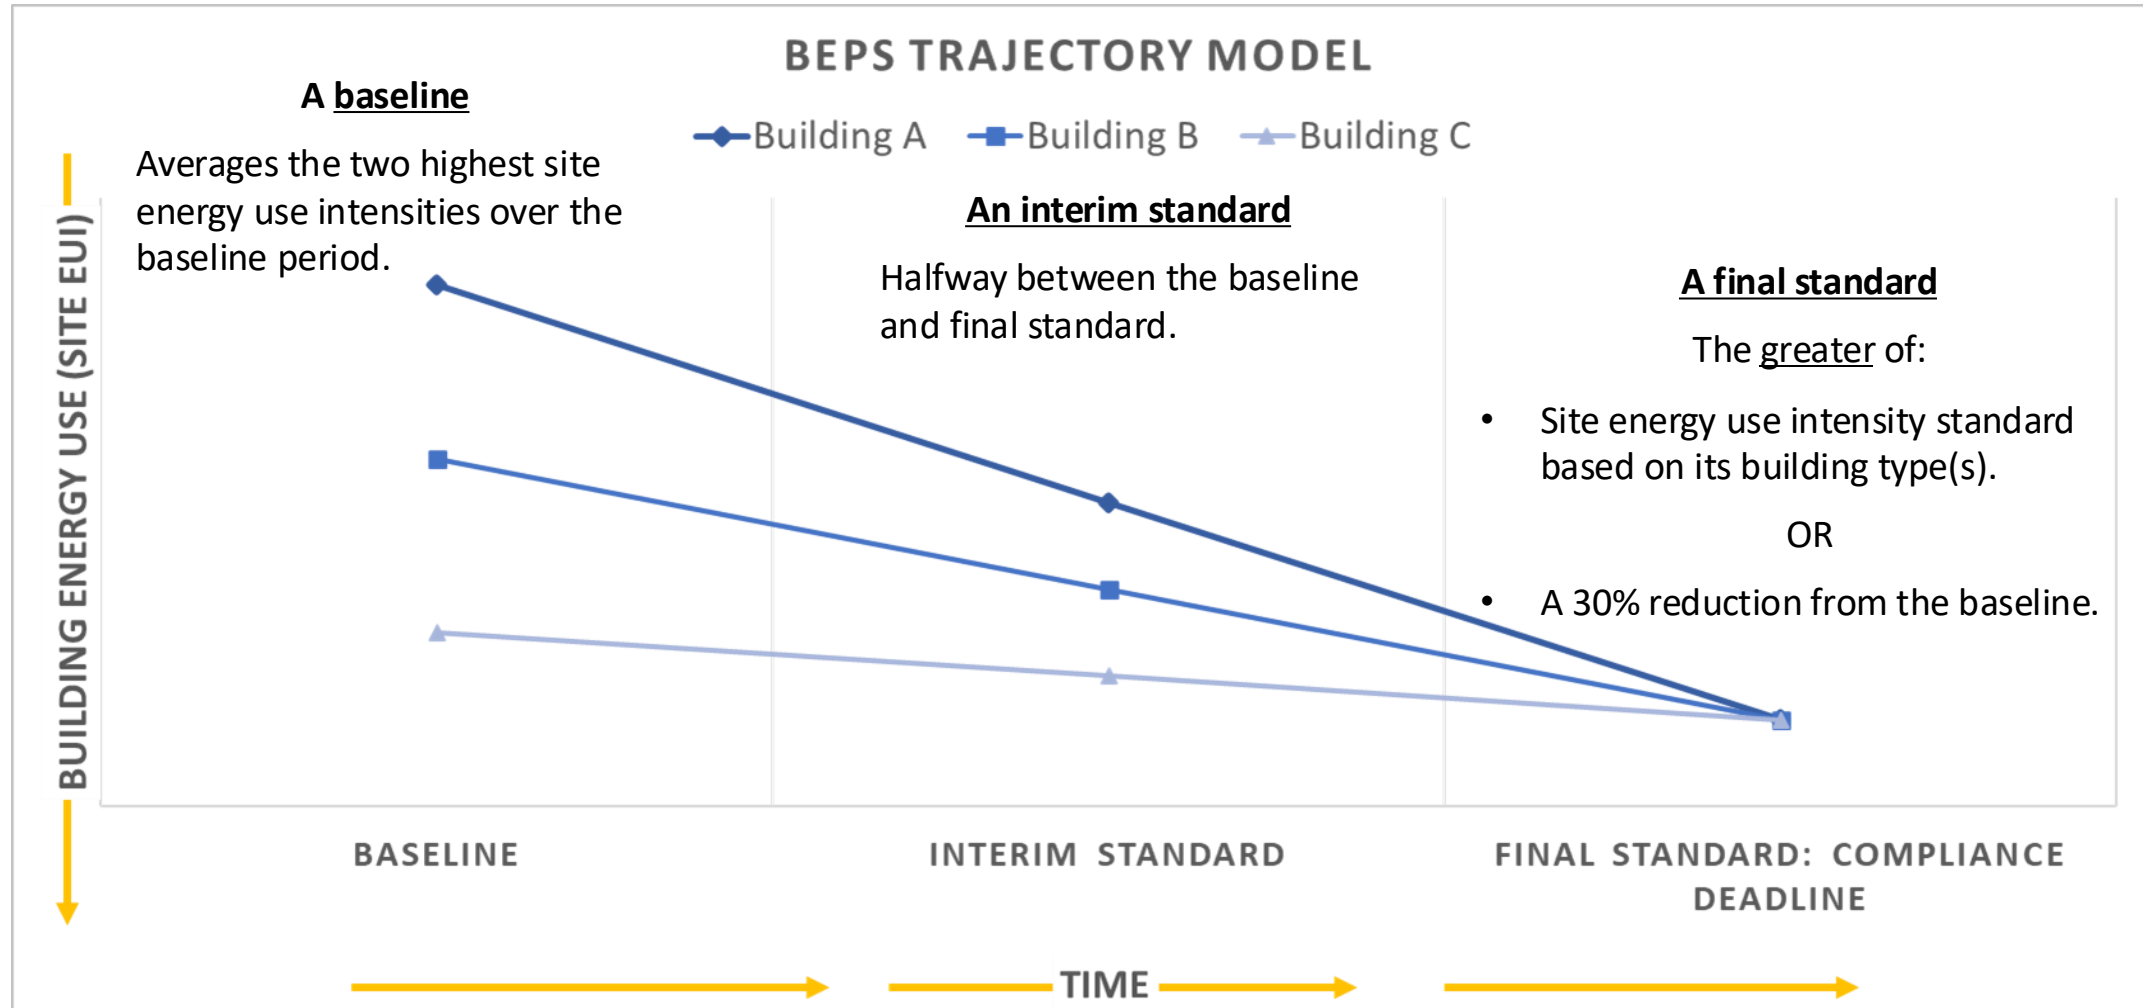 BEPS TRAJECTORY MODEL
A baseline
Averages the two highest site
energy use intensities over the
baseline period.
Building A
Building B
Building C
An interim standard
Halfway between the baseline
and final standard.
A final standard
The greater of:
• Site energy use intensity standard
based on its building type(s).
OR
• A 30% reduction from the baseline.
BUILDING ENERGY USE (SITE EUI)
BASELINE
INTERIM STANDARD
FINAL STANDARD: COMPLIANCE
DEADLINE
TIME